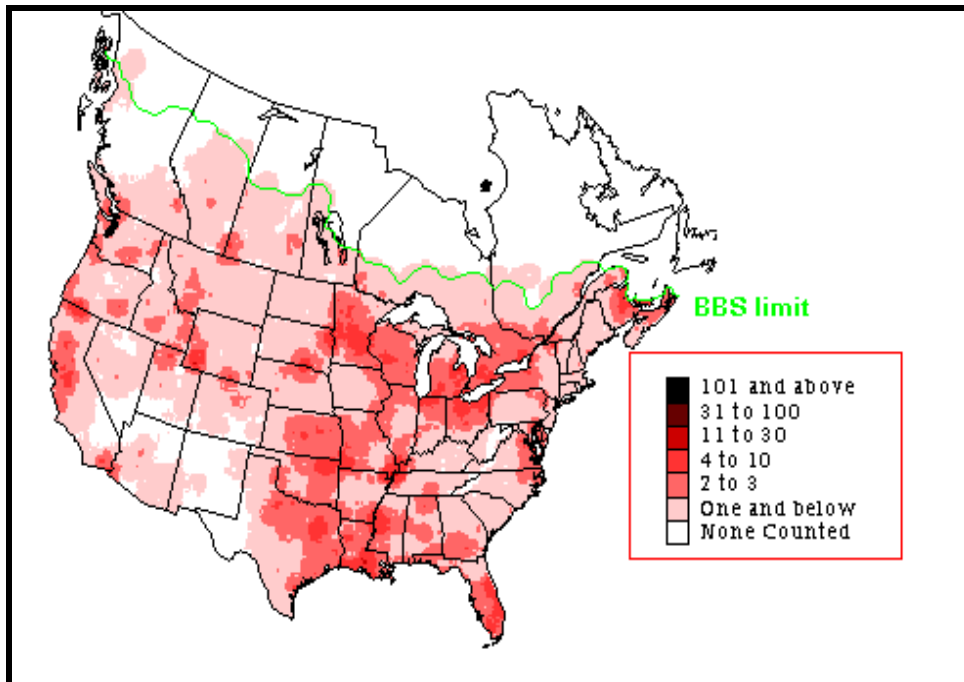 BBS limit
101 and above
31 to 100
11 to 30
4 to 10
2 to 3
One and below
None Counted